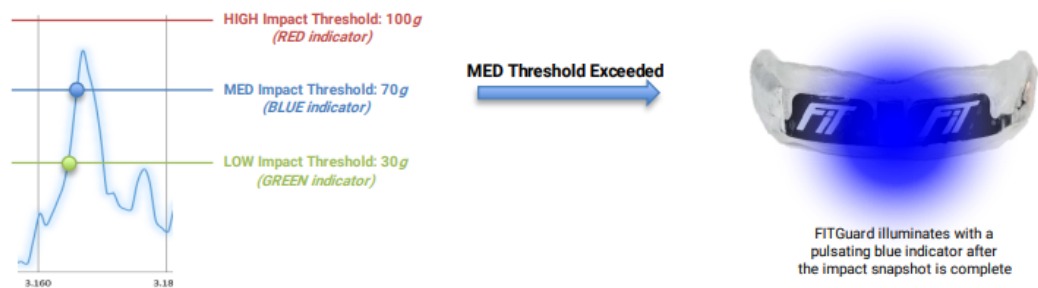 HIGH Impact Threshold: 100g
(RED indicator)
MED Impact Threshold: 70g
(BLUE indicator)
LOW Impact Threshold: 30g
(GREEN indicator)
3.160
3.18
MED Threshold Exceeded
FiT FiT
FITGuard illuminates with a
pulsating blue indicator after
the impact snapshot is complete